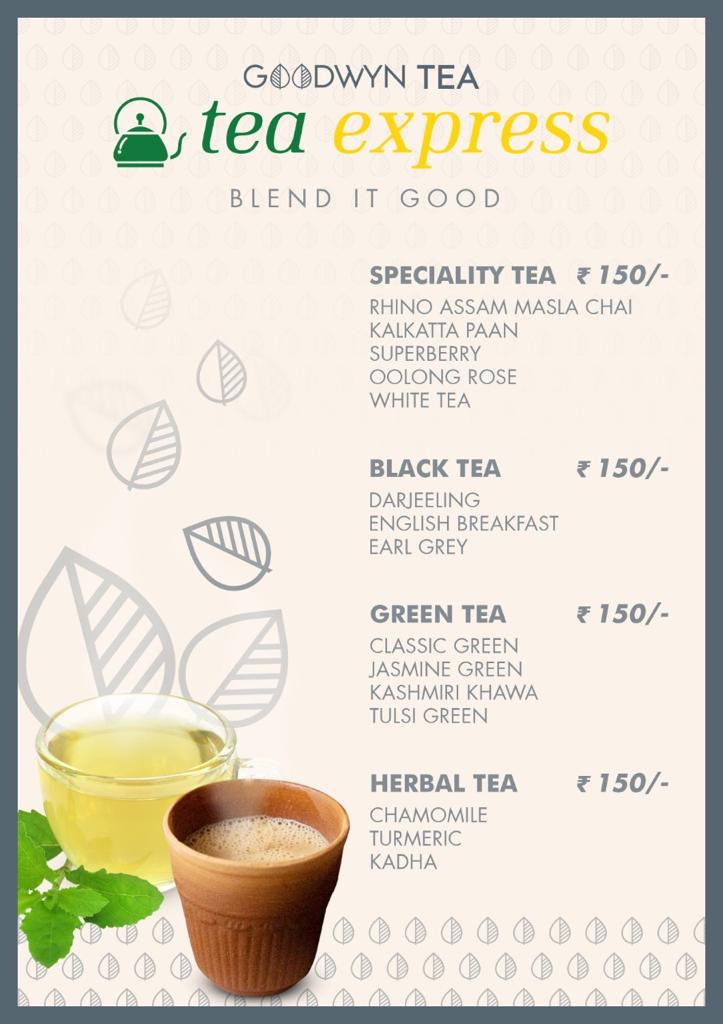 GOODWYN TEA
tea express
BLEND IT GOOD
SPECIALITY TEA ₹ 150/-
RHINO ASSAM MASLA CHAI
KALKATTA PAAN
SUPERBERRY
OOLONG ROSE
WHITE TEA
BLACK TEA ₹ 150/-
DARJEELING
ENGLISH BREAKFAST
EARL GREY
GREEN TEA ₹ 150/-
CLASSIC GREEN
JASMINE GREEN
KASHMIRI KHAWA
TULSI GREEN
HERBAL TEA ₹ 150/-
CHAMOMILE
TURMERIC
KADHA